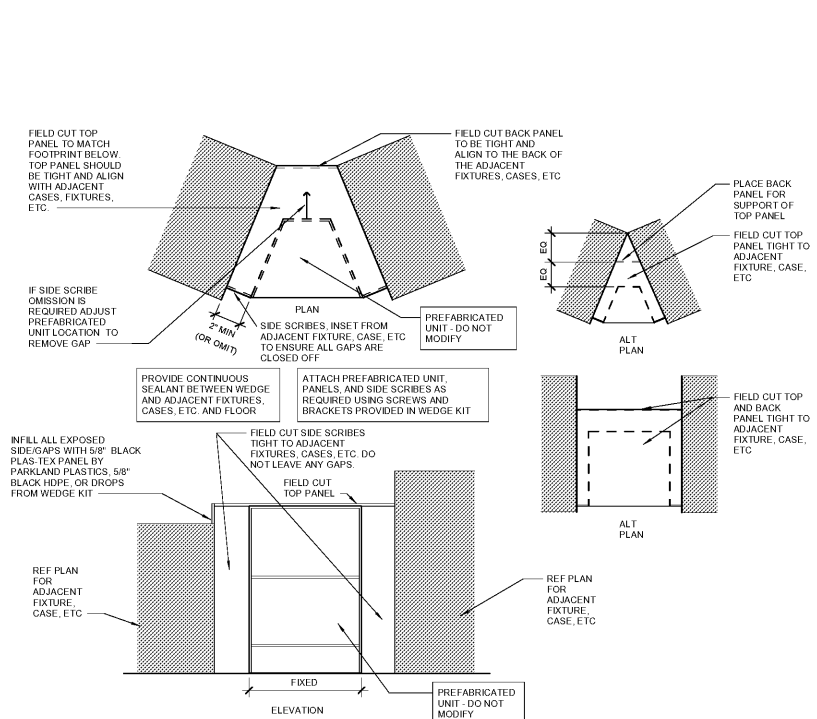 FIELD CUT TOP
PANEL TO MATCH
FOOTPRINT BELOW.
TOP PANEL SHOULD
BE TIGHT AND ALIGN
WITH ADJACENT
CASES, FIXTURES,
ETC.
FIELD CUT BACK PANEL
TO BE TIGHT AND
ALIGN TO THE BACK OF
THE ADJACENT
FIXTURES, CASES, ETC
PLACE BACK
PANEL FOR
SUPPORT OF
TOP PANEL
FIELD CUT TOP
PANEL TIGHT TO
ADJACENT
FIXTURE, CASE,
ETC
EQ
EQ
ALT
PLAN
IF SIDE SCRIBE
OMISSION IS
REQUIRED ADJUST
PREFABRICATED
UNIT LOCATION TO
REMOVE GAP
2" MIN
(OR OMIT)
PLAN
SIDE SCRIBES, INSET FROM
ADJACENT FIXTURE, CASE, ETC
TO ENSURE ALL GAPS ARE
CLOSED OFF
PREFABRICATED
UNIT - DO NOT
MODIFY
PROVIDE CONTINUOUS
SEALANT BETWEEN WEDGE
AND ADJACENT FIXTURES,
CASES, ETC. AND FLOOR
ATTACH PREFABRICATED UNIT,
PANELS, AND SIDE SCRIBES AS
REQUIRED USING SCREWS AND
BRACKETS PROVIDED IN WEDGE KIT
FIELD CUT TOP
AND BACK
PANEL TIGHT TO
ADJACENT
FIXTURE, CASE,
ETC
ALT
PLAN
INFILL ALL EXPOSED
SIDE/GAPS WITH 5/8" BLACK
PLAS-TEX PANEL BY
PARKLAND PLASTICS, 5/8"
BLACK HDPE, OR DROPS
FROM WEDGE KIT
FIELD CUT SIDE SCRIBES
TIGHT TO ADJACENT
FIXTURES, CASES, ETC. DO
NOT LEAVE ANY GAPS.
FIELD CUT
TOP PANEL
REF PLAN
FOR
ADJACENT
FIXTURE,
CASE, ETC
REF PLAN
FOR
ADJACENT
FIXTURE,
CASE, ETC
FIXED
ELEVATION
PREFABRICATED
UNIT - DO NOT
MODIFY